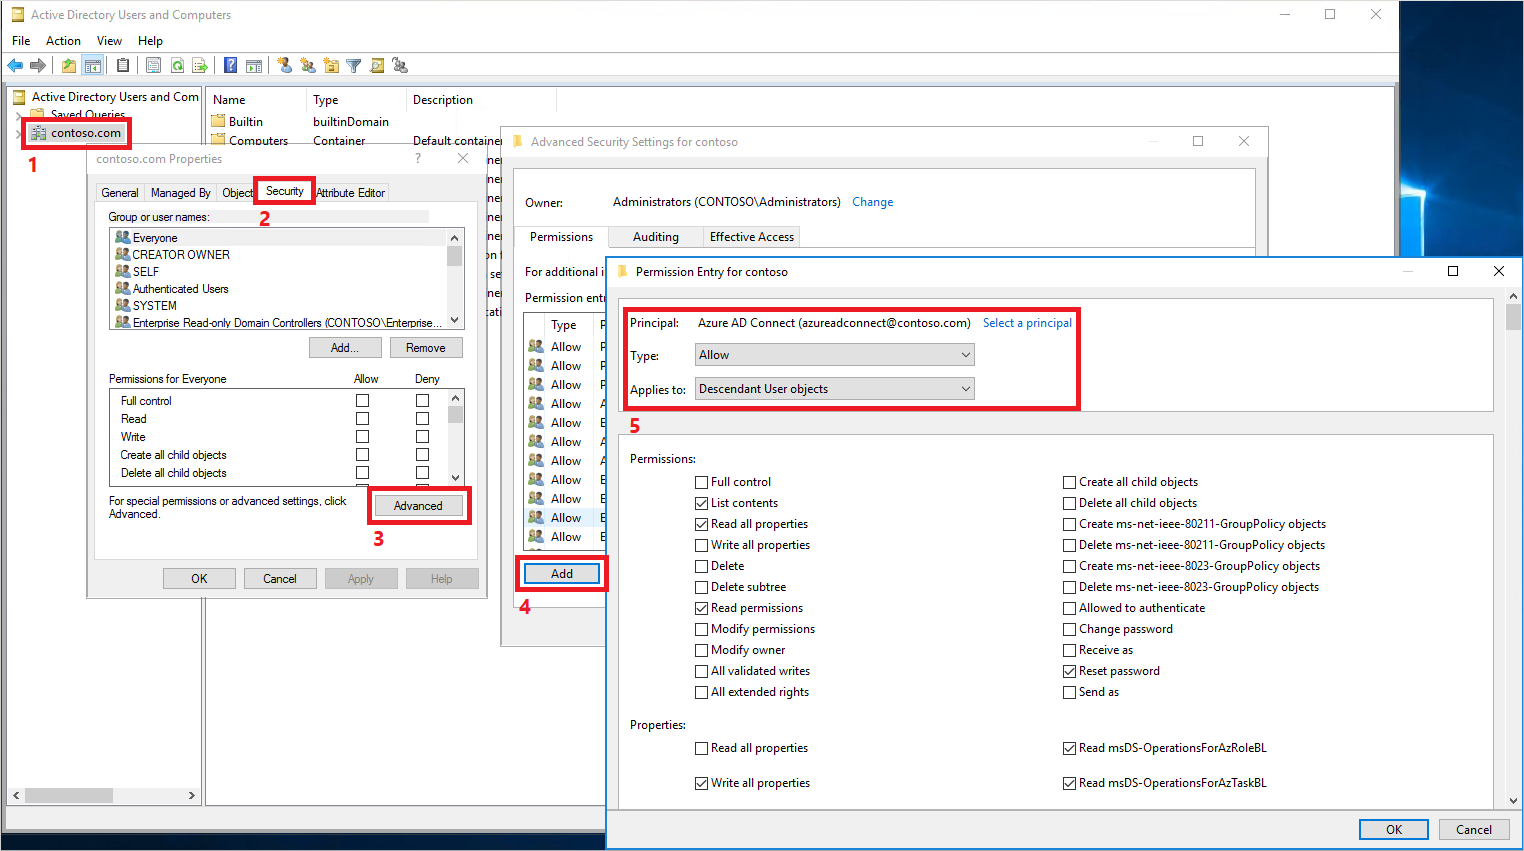 Active Directory Users and Computers
File Action View Help
Active Directory Users and Com
Saved Queries
contoso.com
1
Name Type Description
Builtin builtinDomain
Computers Container Default container
contoso.com Properties
?
General Managed By Object Security Attribute Editor
2
Group or user names:
Everyone
CREATOR OWNER
SELF
Authenticated Users
SYSTEM
Enterprise Read-only Domain Controllers (CONTOSO\Enterprise...
Add... Remove
Permissions for Everyone Allow Deny
Full control
Read
Write
Create all child objects
Delete all child objects
For special permissions or advanced settings, click
Advanced.
Advanced
3
OK Cancel Apply Help
Advanced Security Settings for contoso
Owner: Administrators (CONTOSO\Administrators) Change
Permissions Auditing Effective Access
For additional i
Permission entr
Type
Allow
Allow
Allow
Allow
Allow
Allow
Allow
Allow
Allow
Allow
Allow
Add
4
Permission Entry for contoso
Principal: Azure AD Connect (azureadconnect@contoso.com) Select a principal
Type: Allow
Applies to: Descendant User objects
5
Permissions:
Full control Create all child objects
List contents Delete all child objects
Read all properties Create ms-net-ieee-80211-GroupPolicy objects
Write all properties Delete ms-net-ieee-80211-GroupPolicy objects
Delete Create ms-net-ieee-8023-GroupPolicy objects
Delete subtree Delete ms-net-ieee-8023-GroupPolicy objects
Read permissions Allowed to authenticate
Modify permissions Change password
Modify owner Receive as
All validated writes Reset password
All extended rights Send as
Properties:
Read all properties Read msDS-OperationsForAzRoleBL
Write all properties Read msDS-OperationsForAzTaskBL
OK Cancel